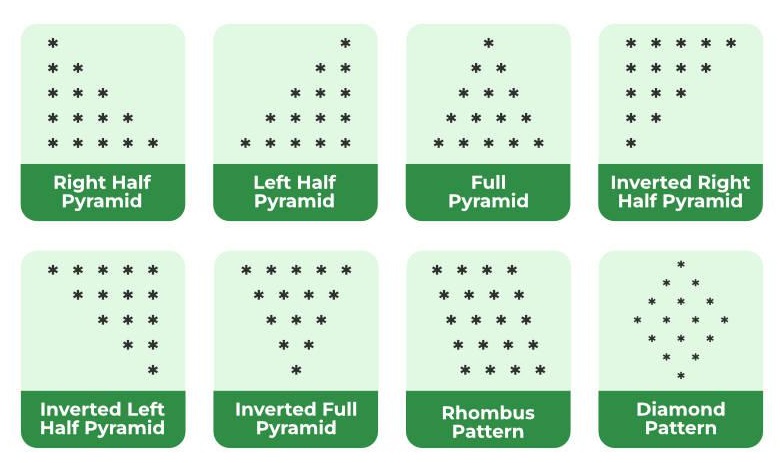 *
* *
* * *
* * * *
* * * * *
Right Half
Pyramid
*
* *
* * *
* * * *
* * * * *
Left Half
Pyramid
*
* *
* * *
* * * *
* * * * *
Full
Pyramid
* * * * *
* * * *
* * *
* *
*
Inverted Right
Half Pyramid
* * * * *
* * * *
* * *
* *
*
Inverted Left
Half Pyramid
* * * * *
* * * *
* * *
* *
*
Inverted Full
Pyramid
* * * *
* * * *
* * * *
* * * *
* * * *
Rhombus
Pattern
*
* *
* * *
* * * *
* * *
* *
*
Diamond
Pattern